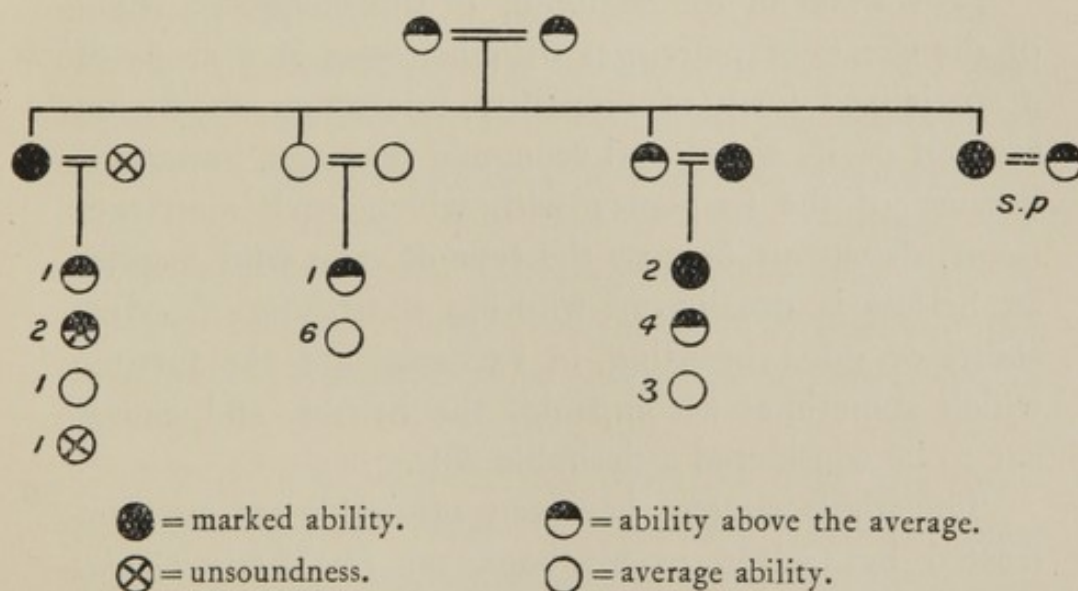 s.p
1 1 2
2 6 4
1 3
1
= marked ability. = ability above the average.
= unsoundness. = average ability.